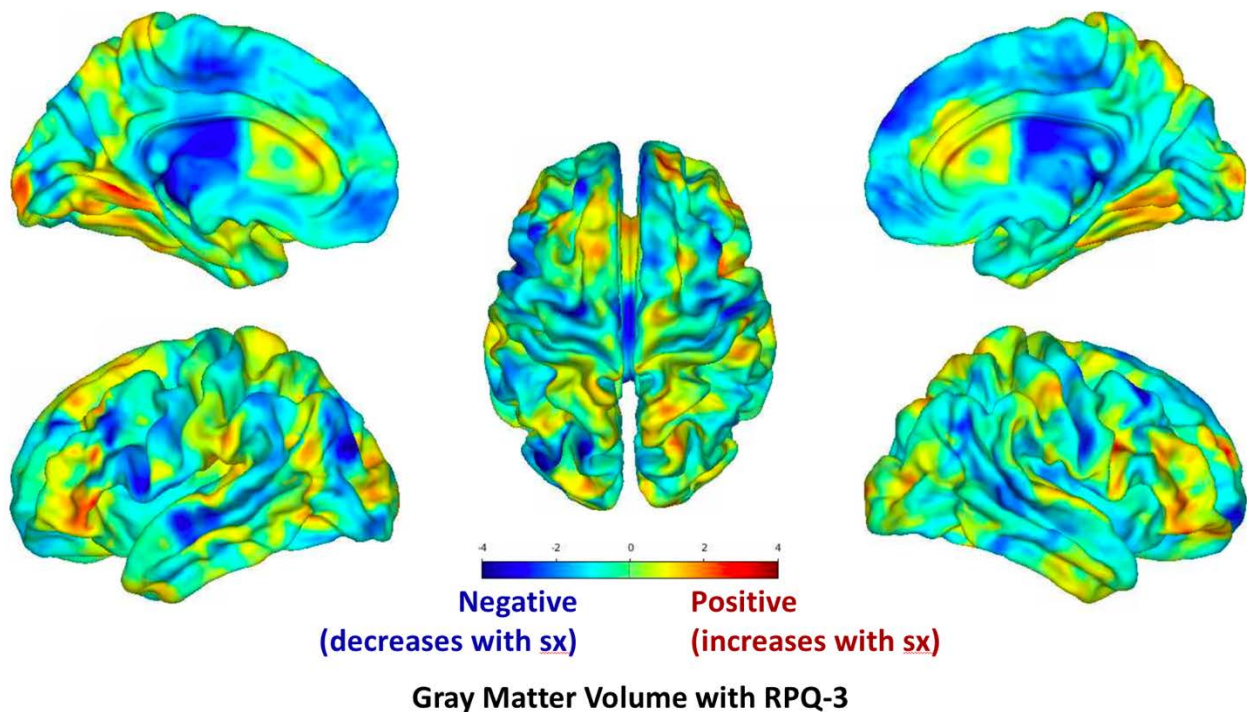 -4 -2 0 2 4
Negative Positive
(decreases with sx) (increases with sx)
Gray Matter Volume with RPQ-3